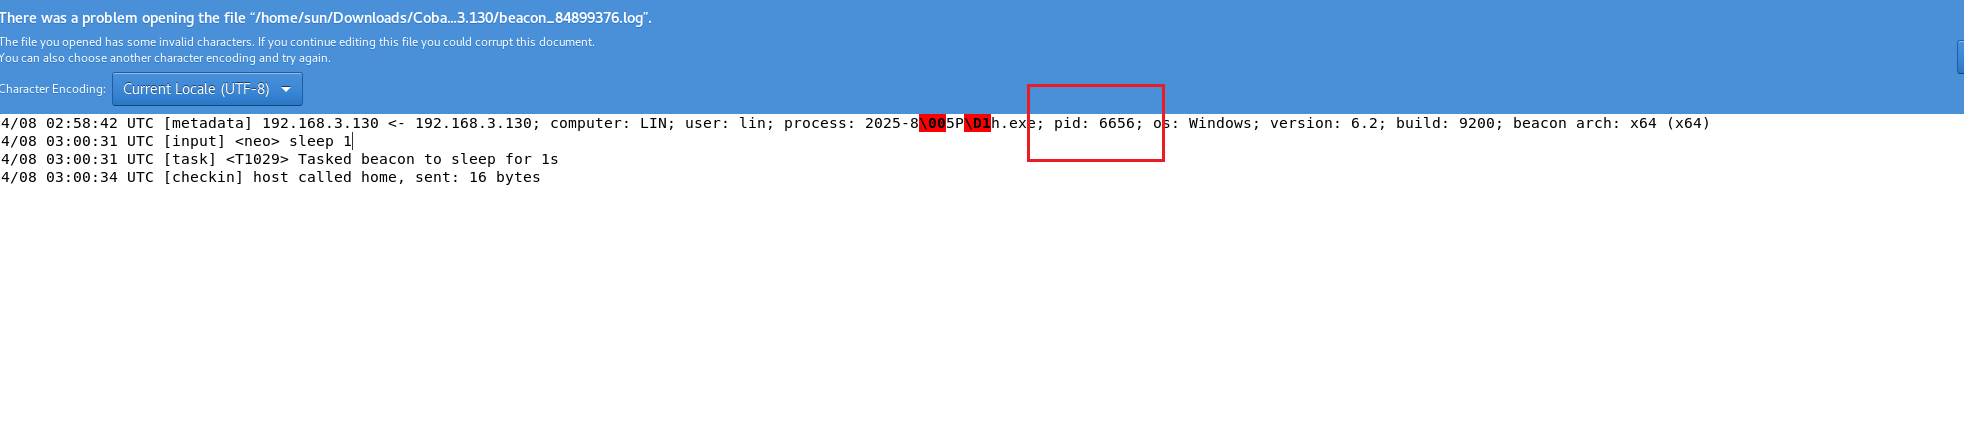 There was a problem opening the file “/home/sun/Downloads/Coba…3.130/beacon_84899376.log”.
The file you opened has some invalid characters. If you continue editing this file you could corrupt this document.
You can also choose another character encoding and try again.
Character Encoding: Current Locale (UTF-8)
4/08 02:58:42 UTC [metadata] 192.168.3.130 <- 192.168.3.130; computer: LIN; user: lin; process: 2025-8\005P\D1h.exe; pid: 6656; os: Windows; version: 6.2; build: 9200; beacon arch: x64 (x64)
4/08 03:00:31 UTC [input] <neo> sleep 1
4/08 03:00:31 UTC [task] <T1029> Tasked beacon to sleep for 1s
4/08 03:00:34 UTC [checkin] host called home, sent: 16 bytes